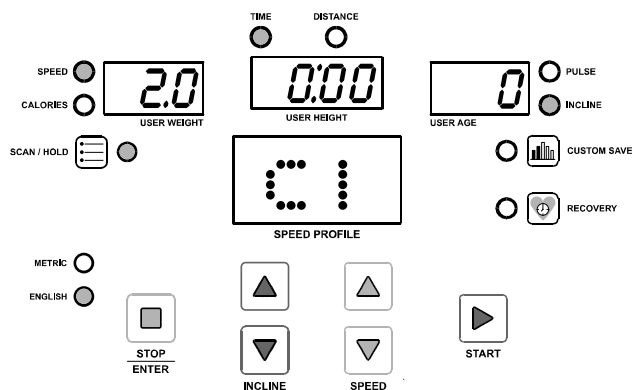 TIME DISTANCE
SPEED 2.0 0:00 0 PULSE
CALORIES INCLINE
USER WEIGHT USER HEIGHT USER AGE
SCAN / HOLD C1 CUSTOM SAVE
RECOVERY
SPEED PROFILE
METRIC
ENGLISH
STOP START
ENTER
INCLINE SPEED